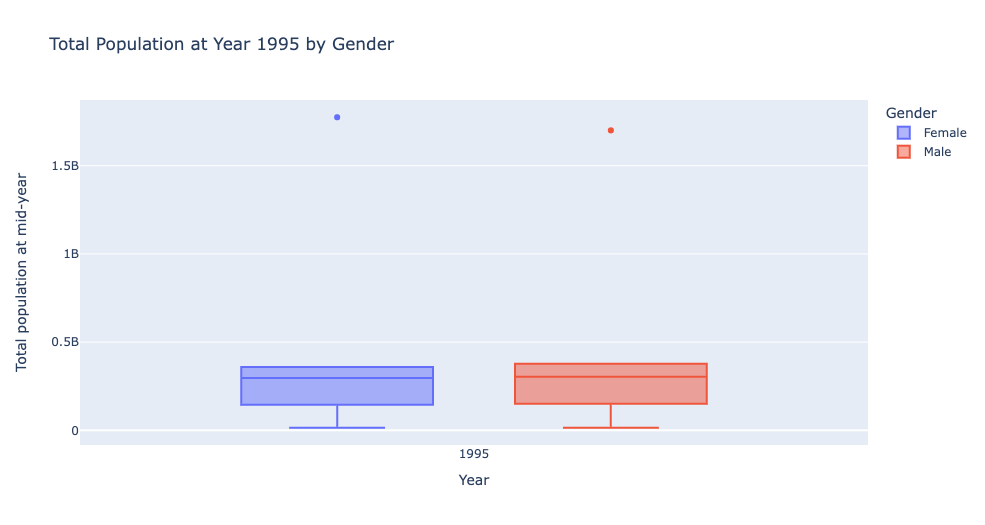 Total Population at Year 1995 by Gender
Gender
Female
Male
Total population at mid-year
1.5B
1B
0.5B
0
1995
Year